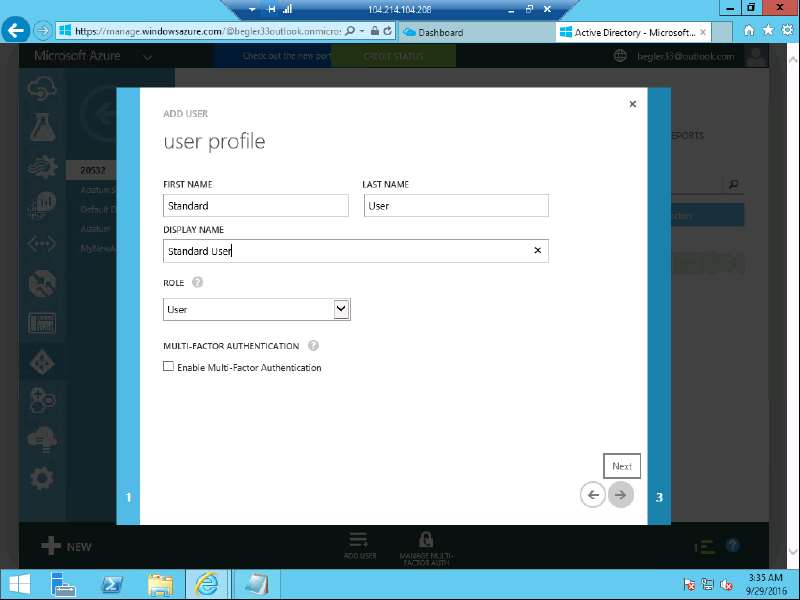 104.214.104.208
https://manage.windowsazure.com/@begler33outlook.onmicros
Dashboard
Active Directory - Microsoft...
Microsoft Azure
Check out the new port
CREDIT STATUS
begler33@outlook.com
ADD USER
user profile
FIRST NAME
LAST NAME
Standard
User
DISPLAY NAME
Standard User
ROLE
User
MULTI-FACTOR AUTHENTICATION
Enable Multi-Factor Authentication
Next
1
3
20532
Adatum S
Default D
Adatum
MyNewA
EPORTS
NEW
ADD USER
MANAGE MULTI-
FACTOR AUTH
1
3:35 AM
9/29/2016